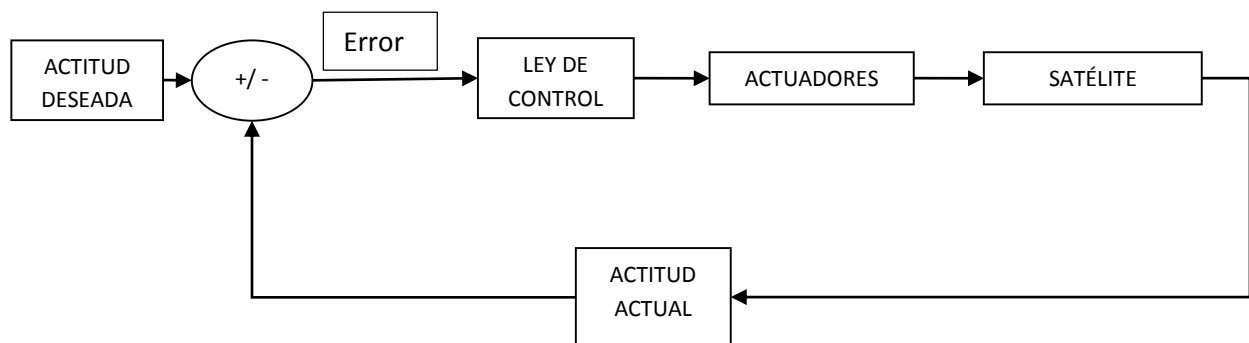 Error
ACTITUD
DESEADA
+/ -
LEY DE
CONTROL
ACTUADORES
SATÉLITE
ACTITUD
ACTUAL